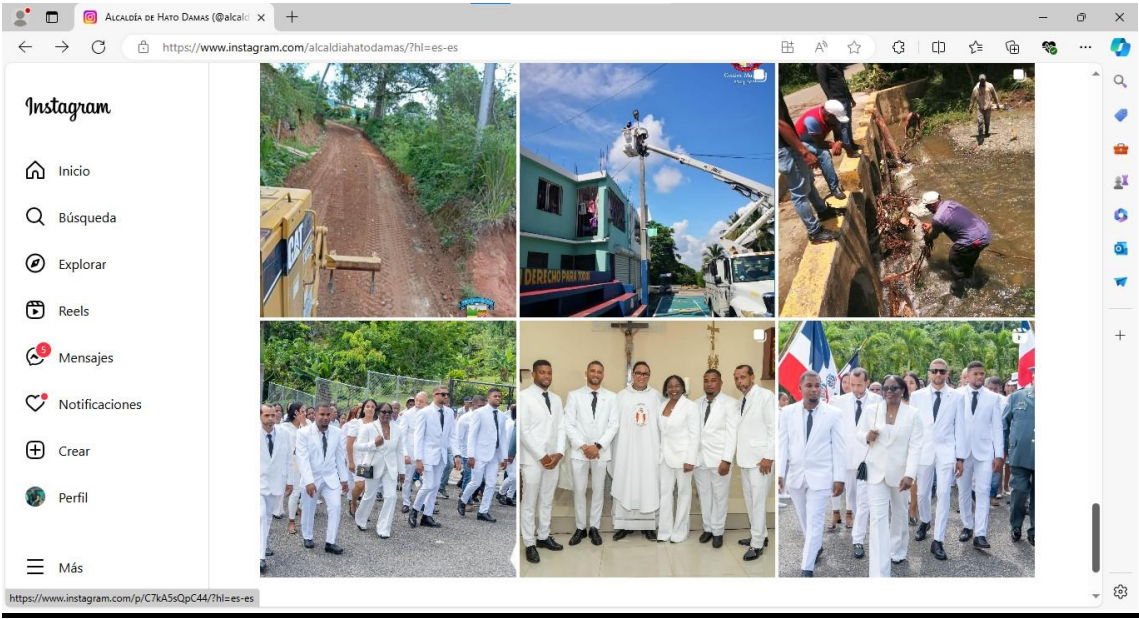 Alcaldía de Hato Damas (@alcald
https://www.instagram.com/alcaldiahatodamas/?hl=es-es
Instagram
Inicio
Búsqueda
Explorar
Reels
5
Mensajes
Notificaciones
Crear
Perfil
Más
CAT
DERECHO PARA TODOS
https://www.instagram.com/p/C7kA5sQpC44/?hl=es-es